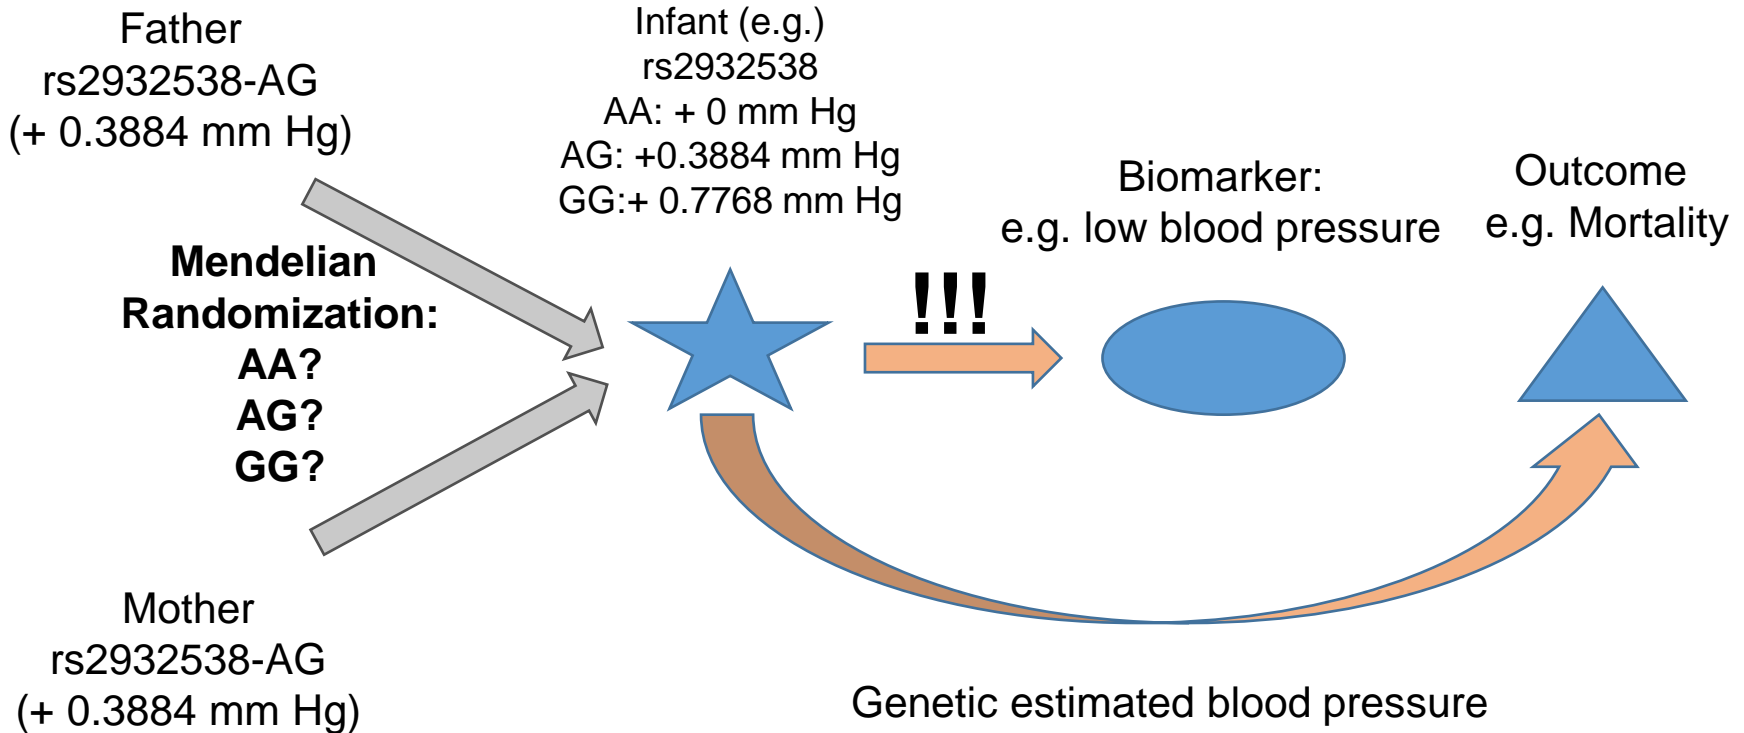 Father
rs2932538-AG
(+ 0.3884 mm Hg)
Infant (e.g.)
rs2932538
AA: + 0 mm Hg
AG: +0.3884 mm Hg
GG:+ 0.7768 mm Hg
Biomarker:
e.g. low blood pressure
Outcome
e.g. Mortality
Mendelian
Randomization:
AA?
AG?
GG?
!!!
Mother
rs2932538-AG
(+ 0.3884 mm Hg)
Genetic estimated blood pressure